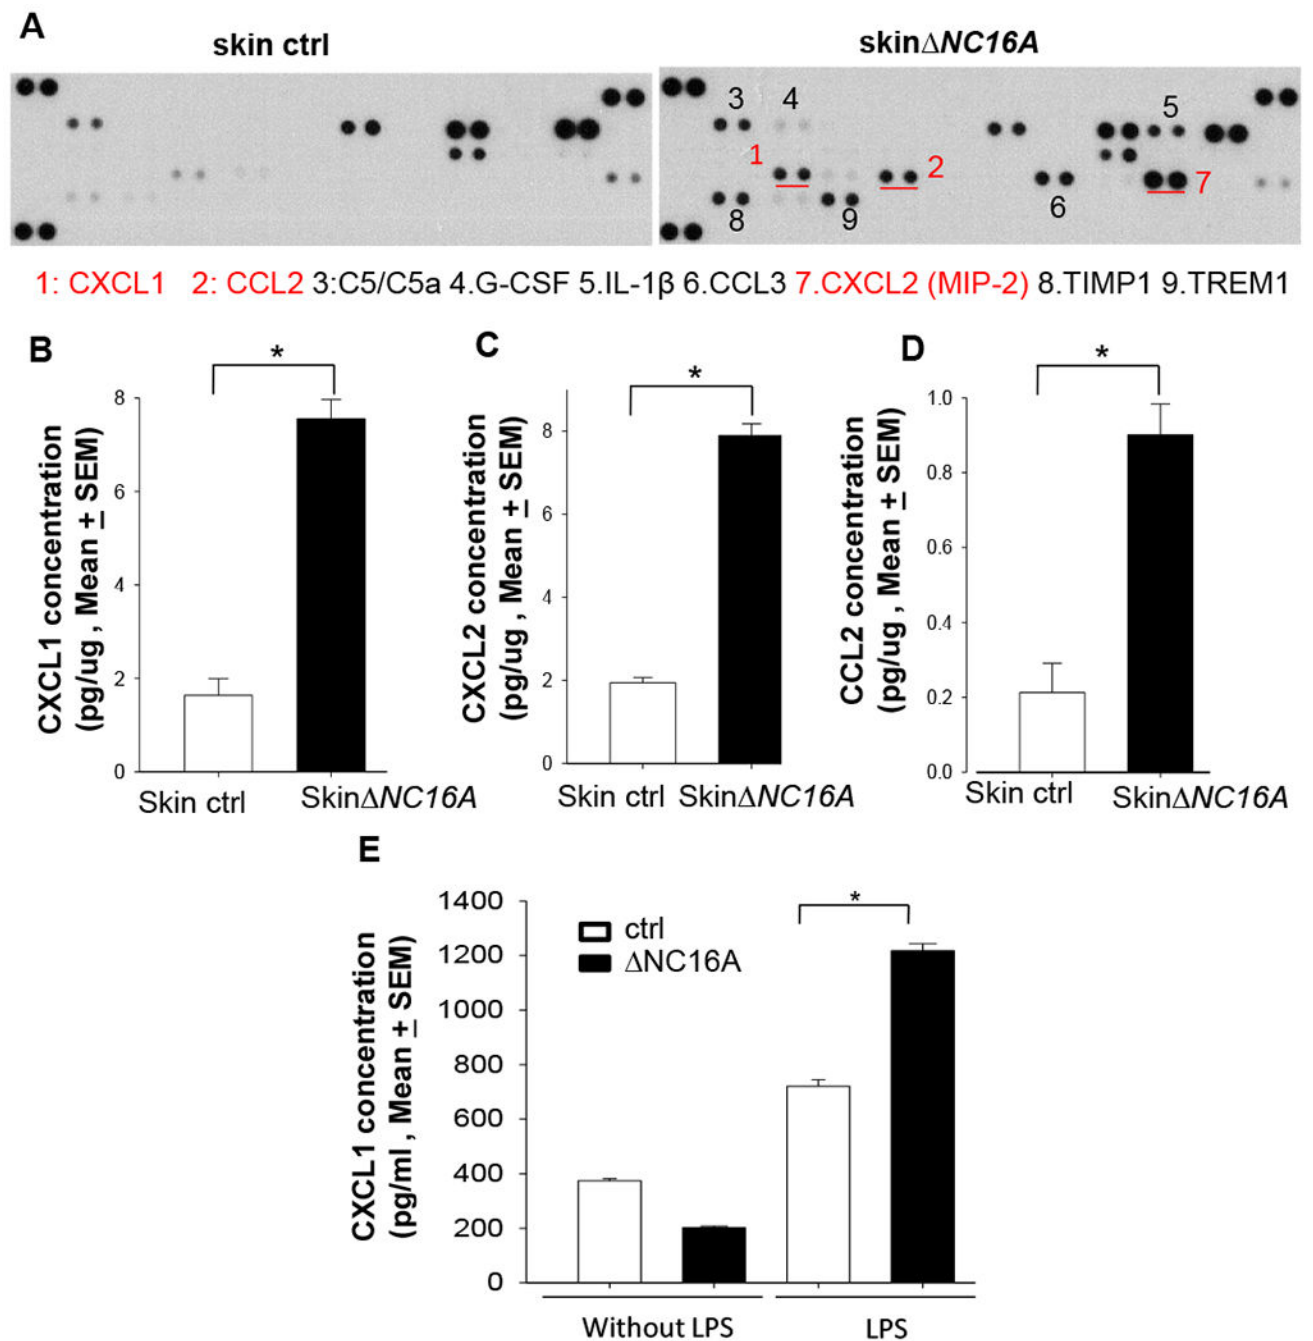 A
skin ctrl
skinΔNC16A
3
4
5
1
2
7
6
8
9
1: CXCL1 2: CCL2 3:C5/C5a 4.G-CSF 5.IL-1β 6.CCL3 7.CXCL2 (MIP-2) 8.TIMP1 9.TREM1
B
*
8
6
4
2
0
CXCL1 concentration
(pg/ug , Mean ± SEM)
Skin ctrl
SkinΔNC16A
C
*
8
6
4
2
0
CXCL2 concentration
(pg/ug , Mean ± SEM)
Skin ctrl
SkinΔNC16A
D
*
1.0
0.8
0.6
0.4
0.2
0.0
CCL2 concentration
(pg/ug , Mean ± SEM)
Skin ctrl
SkinΔNC16A
E
1400
1200
1000
800
600
400
200
0
CXCL1 concentration
(pg/ml , Mean ± SEM)
ctrl
ΔNC16A
*
Without LPS
LPS